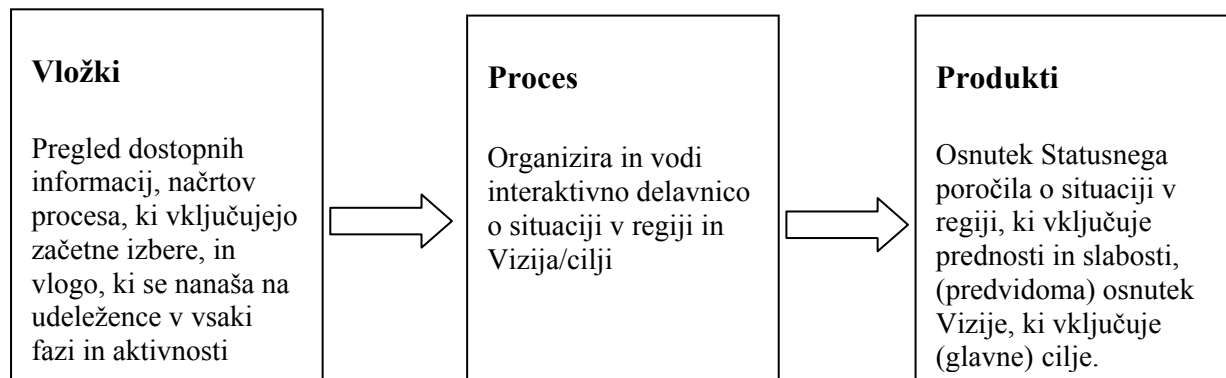 Vložki
Pregled dostopnih
informacij, načrtov
procesa, ki vključujejo
začetne izbere, in
vlogo, ki se nanaša na
udeležence v vsaki
fazi in aktivnosti
Proces
Organizira in vodi
interaktivno delavnico
o situaciji v regiji in
Vizija/cilji
Produkti
Osnutek Statusnega
poročila o situaciji v
regiji, ki vključuje
prednosti in slabosti,
(predvidoma) osnutek
Vizije, ki vključuje
(glavne) cilje.